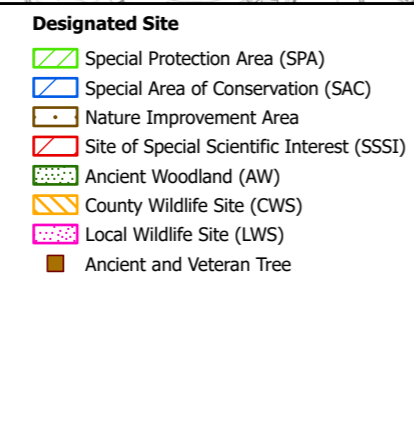 Designated Site
Special Protection Area (SPA)
Special Area of Conservation (SAC)
Nature Improvement Area
Site of Special Scientific Interest (SSSI)
Ancient Woodland (AW)
County Wildlife Site (CWS)
Local Wildlife Site (LWS)
Ancient and Veteran Tree